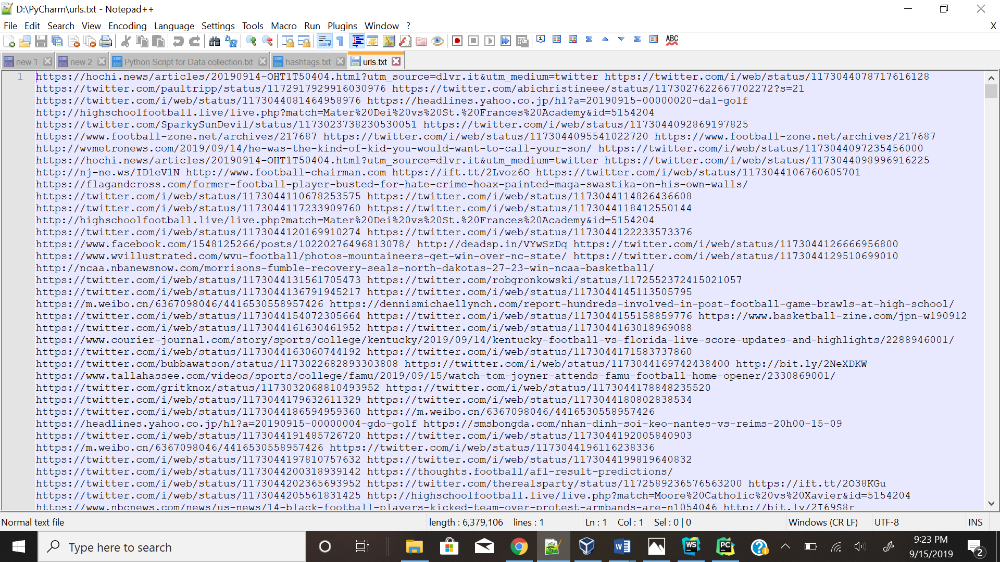 D:\PyCharm\urls.txt - Notepad++
File Edit Search View Encoding Language Settings Tools Macro Run Plugins Window ? X
ABC
new 1 new 2 Python Script for Data collection.txt hashtags.txt urls.txt
1 https://hochi.news/articles/20190914-OHT1T50404.html?utm_source=dlvr.it&utm_medium=twitter https://twitter.com/i/web/status/1173044078717616128
https://twitter.com/paultripp/status/1172917929916030976 https://twitter.com/abichristineee/status/1173027622667702272?s=21
https://twitter.com/i/web/status/1173044081464958976 https://headlines.yahoo.co.jp/hl?a=20190915-00000020-dal-golf
http://highschoolfootball.live/live.php?match=Mater%20Dei%20vs%20St.%20Frances%20Academy&id=5154204
https://twitter.com/SparkySunDevil/status/1173023738230530051 https://twitter.com/i/web/status/1173044092869197825
https://www.football-zone.net/archives/217687 https://twitter.com/i/web/status/1173044095541022720 https://www.football-zone.net/archives/217687
http://wvmetronews.com/2019/09/14/he-was-the-kind-of-kid-you-would-want-to-call-your-son/ https://twitter.com/i/web/status/1173044097235456000
https://hochi.news/articles/20190914-OHT1T50404.html?utm_source=dlvr.it&utm_medium=twitter https://twitter.com/i/web/status/1173044098996916225
http://nj-ne.ws/ID1eV1N http://www.football-chairman.com https://ift.tt/2Lvoz6O https://twitter.com/i/web/status/1173044106760605701
https://flagandcross.com/former-football-player-busted-for-hate-crime-hoax-painted-maga-swastika-on-his-own-walls/
https://twitter.com/i/web/status/1173044110678253575 https://twitter.com/i/web/status/1173044114826436608
https://twitter.com/i/web/status/1173044117233909760 https://twitter.com/i/web/status/1173044118412550144
http://highschoolfootball.live/live.php?match=Mater%20Dei%20vs%20St.%20Frances%20Academy&id=5154204
https://twitter.com/i/web/status/1173044120169910274 https://twitter.com/i/web/status/1173044122233573376
https://www.facebook.com/1548125266/posts/10220276496813078/ http://deadsp.in/VYwSzDq https://twitter.com/i/web/status/1173044126666956800
https://www.wvillustrated.com/wvu-football/photos-mountaineers-get-win-over-nc-state/ https://twitter.com/i/web/status/1173044129510699010
http://ncaa.nbanewsnow.com/morrisons-fumble-recovery-seals-north-dakotas-27-23-win-ncaa-basketball/
https://twitter.com/i/web/status/1173044131561705473 https://twitter.com/robgronkowski/status/1172552372415021057
https://twitter.com/i/web/status/1173044136791945217 https://twitter.com/i/web/status/1173044145113505795
https://m.weibo.cn/6367098046/4416530558957426 https://dennismichaellynch.com/report-hundreds-involved-in-post-football-game-brawls-at-high-school/
https://twitter.com/i/web/status/1173044154072305664 https://twitter.com/i/web/status/1173044155158859776 https://www.basketball-zine.com/jpn-w190912
https://twitter.com/i/web/status/1173044161630461952 https://twitter.com/i/web/status/1173044163018969088
https://www.courier-journal.com/story/sports/college/kentucky/2019/09/14/kentucky-football-vs-florida-live-score-updates-and-highlights/2288946001/
https://twitter.com/i/web/status/1173044163060744192 https://twitter.com/i/web/status/1173044171583737860
https://twitter.com/bubbawatson/status/1173022682893303808 https://twitter.com/i/web/status/1173044169742438400 http://bit.ly/2NeXDKW
https://www.tallahassee.com/videos/sports/college/famu/2019/09/15/watch-tom-joyner-attends-famu-football-home-opener/2330869001/
https://twitter.com/gritknox/status/1173032068810493952 https://twitter.com/i/web/status/1173044178848235520
https://twitter.com/i/web/status/1173044179632611329 https://twitter.com/i/web/status/1173044180802838534
https://twitter.com/i/web/status/1173044186594959360 https://m.weibo.cn/6367098046/4416530558957426
https://headlines.yahoo.co.jp/hl?a=20190915-00000004-gdo-golf https://smsbongda.com/nhan-dinh-soi-keo-nantes-vs-reims-20h00-15-09
https://twitter.com/i/web/status/1173044191485726720 https://twitter.com/i/web/status/1173044192005840903
https://m.weibo.cn/6367098046/4416530558957426 https://twitter.com/i/web/status/1173044196116238336
https://twitter.com/i/web/status/1173044197810757632 https://twitter.com/i/web/status/1173044199819640832
https://twitter.com/i/web/status/1173044200318939142 https://thoughts.football/afl-result-predictions/
https://twitter.com/i/web/status/1173044202365693952 https://twitter.com/therealsparty/status/1172589236576563200 https://ift.tt/2O38KGu
https://twitter.com/i/web/status/1173044205561831425 http://highschoolfootball.live/live.php?match=Moore%20Catholic%20vs%20Xavier&id=5154204
https://www.nbcnews.com/news/us-news/14-black-football-players-kicked-team-over-protest-armbands-are-n1054046 http://bit.ly/2I69S8r
Normal text file length : 6,379,106 lines : 1 Ln : 1 Col : 1 Sel : 0 | 0 Windows (CR LF) UTF-8 INS
Type here to search WS PC 9:23 PM
9/15/2019 2